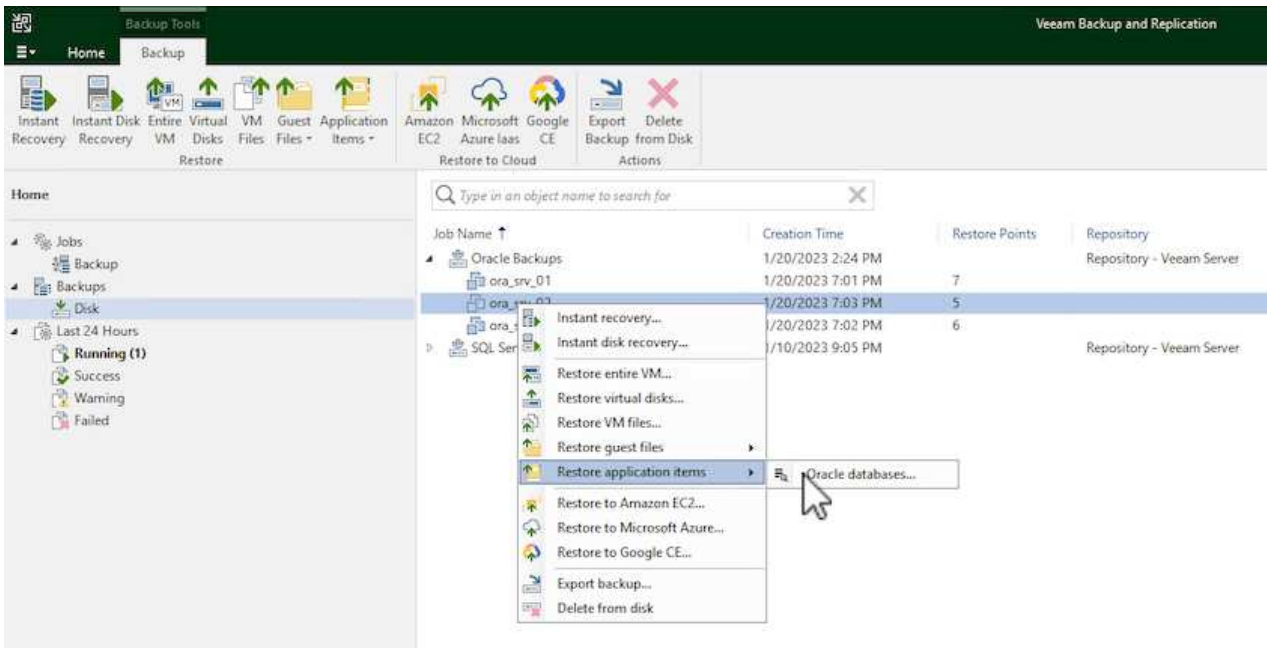 Backup Tools
Veeam Backup and Replication
Home
Backup
Instant Recovery
Instant Disk Recovery
Entire VM
Virtual Disks
VM Files
Guest Files
Application Items
Restore
Amazon EC2
Microsoft Azure Iaas
Google CE
Restore to Cloud
Export Backup
Delete from Disk
Actions
Home
Type in an object name to search for
Jobs
Backup
Backups
Disk
Last 24 Hours
Running (1)
Success
Warning
Failed
Job Name Creation Time Restore Points Repository
Oracle Backups 1/20/2023 2:24 PM Repository - Veeam Server
ora_srv_01 1/20/2023 7:01 PM 7
ora_srv_02 1/20/2023 7:03 PM 5
ora_s 1/20/2023 7:02 PM 6
SQL Ser 1/10/2023 9:05 PM Repository - Veeam Server
Instant recovery...
Instant disk recovery...
Restore entire VM...
Restore virtual disks...
Restore VM files...
Restore guest files
Restore application items
Oracle databases...
Restore to Amazon EC2...
Restore to Microsoft Azure...
Restore to Google CE...
Export backup...
Delete from disk